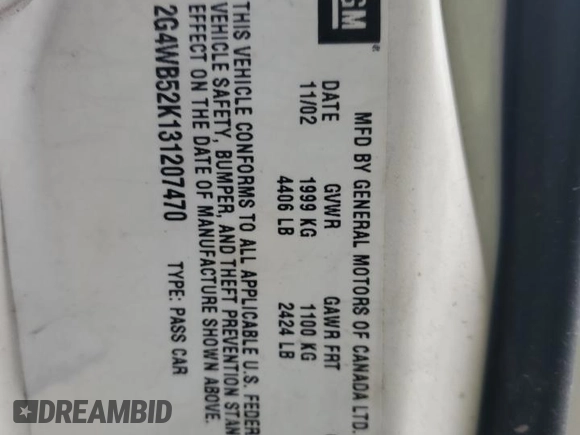 GM®
MFD BY GENERAL MOTORS OF CANADA LTD.
DATE GVWR GAWR FRT
11/02 1999 KG 1100 KG
4406 LB 2424 LB
THIS VEHICLE CONFORMS TO ALL APPLICABLE U.S.
VEHICLE SAFETY, BUMPER, AND THEFT PREVENTION
EFFECT ON THE DATE OF MANUFACTURE SHOWN ABOVE.
2G4WB52K131207470 TYPE: PASS CAR
DREAMBID